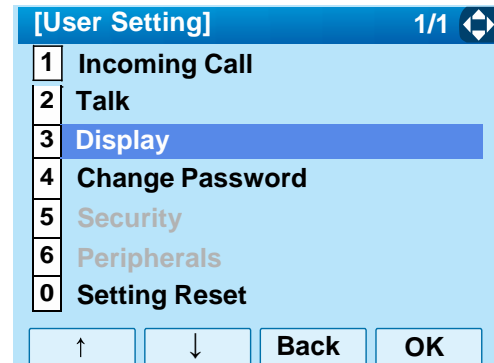 [User Setting] 1/1
1 Incoming Call
2 Talk
3 Display
4 Change Password
5 Security
6 Peripherals
0 Setting Reset
↑ ↓ Back OK